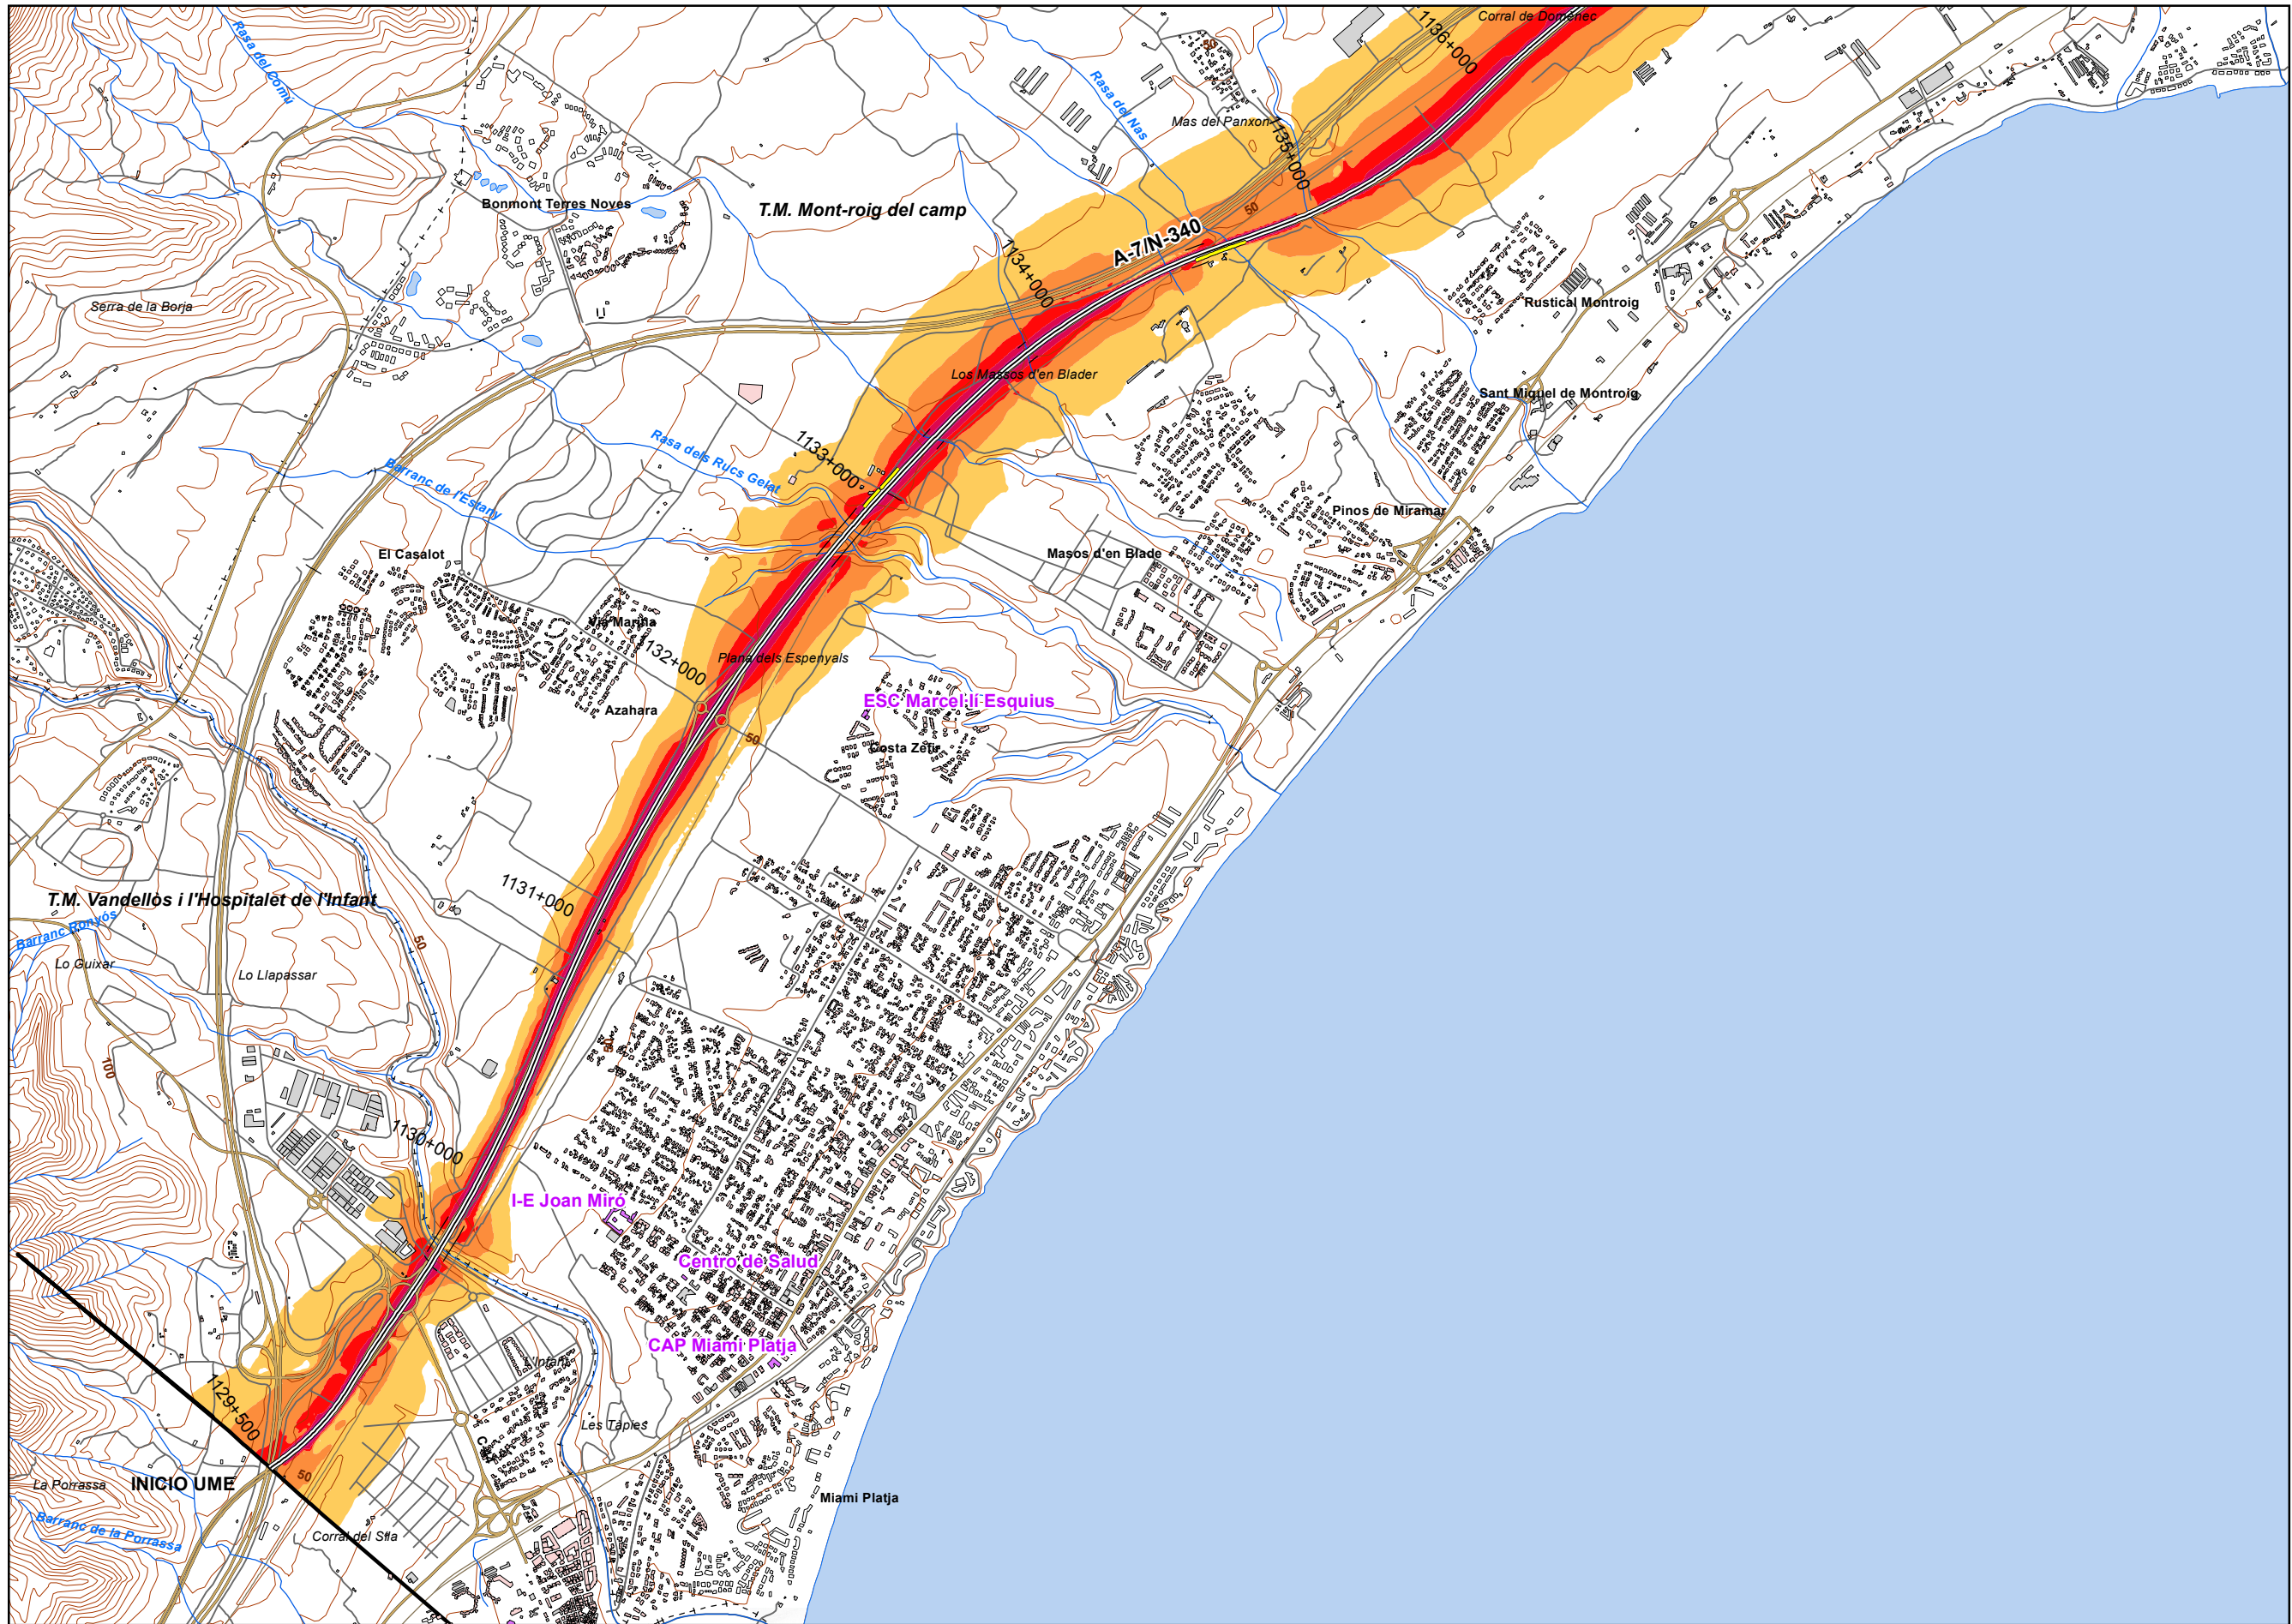 Corral de Domènec
1136+000
50
Rasa del Comú
Rasa del Nas
Mas del Panxon
1135+000
Bonmont Terres Noves
T.M. Mont-roig del camp
50
A-7/N-340
1134+000
Serra de la Borja
Rustical Montroig
Los Massos d'en Blader
Sant Miquel de Montroig
1133+000
Rasa dels Rucs Gelat
Barranc de l'Estany
Pinos de Miramar
El Casalot
Masos d'en Blade
Via Marina
1132+000
Plana dels Espenyals
ESC Marcel·lí Esquius
Azahara
50
Costa Zefir
1131+000
T.M. Vandellòs i l'Hospitalet de l'Infant
Barranc Ronyós
50
Lo Guixar
Lo Llapassar
50
100
1130+000
I-E Joan Miró
Centro de Salud
CAP Miami Platja
l'Infant
1129+500
Les Tàpies
50
La Porrassa
INICIO UME
Miami Platja
Barranc de la Porrassa
Corral del Sila